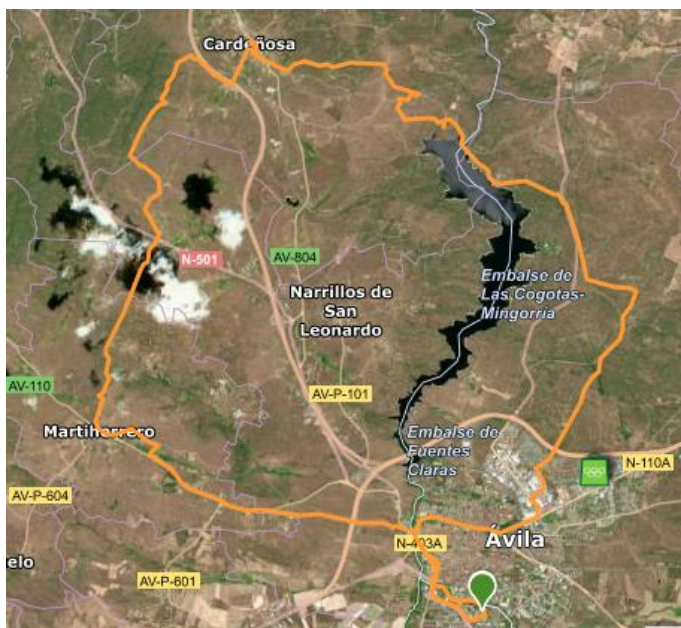 Cardeñosa
N-501
AV-804
Embalse de
Las Cogotas-
Mingorría
Narrillos de
San
Leonardo
AV-110
AV-P-101
Martiherrero
Embalse de
Fuentes
Claras
N-110A
AV-P-604
N-403A
Ávila
elo
AV-P-601